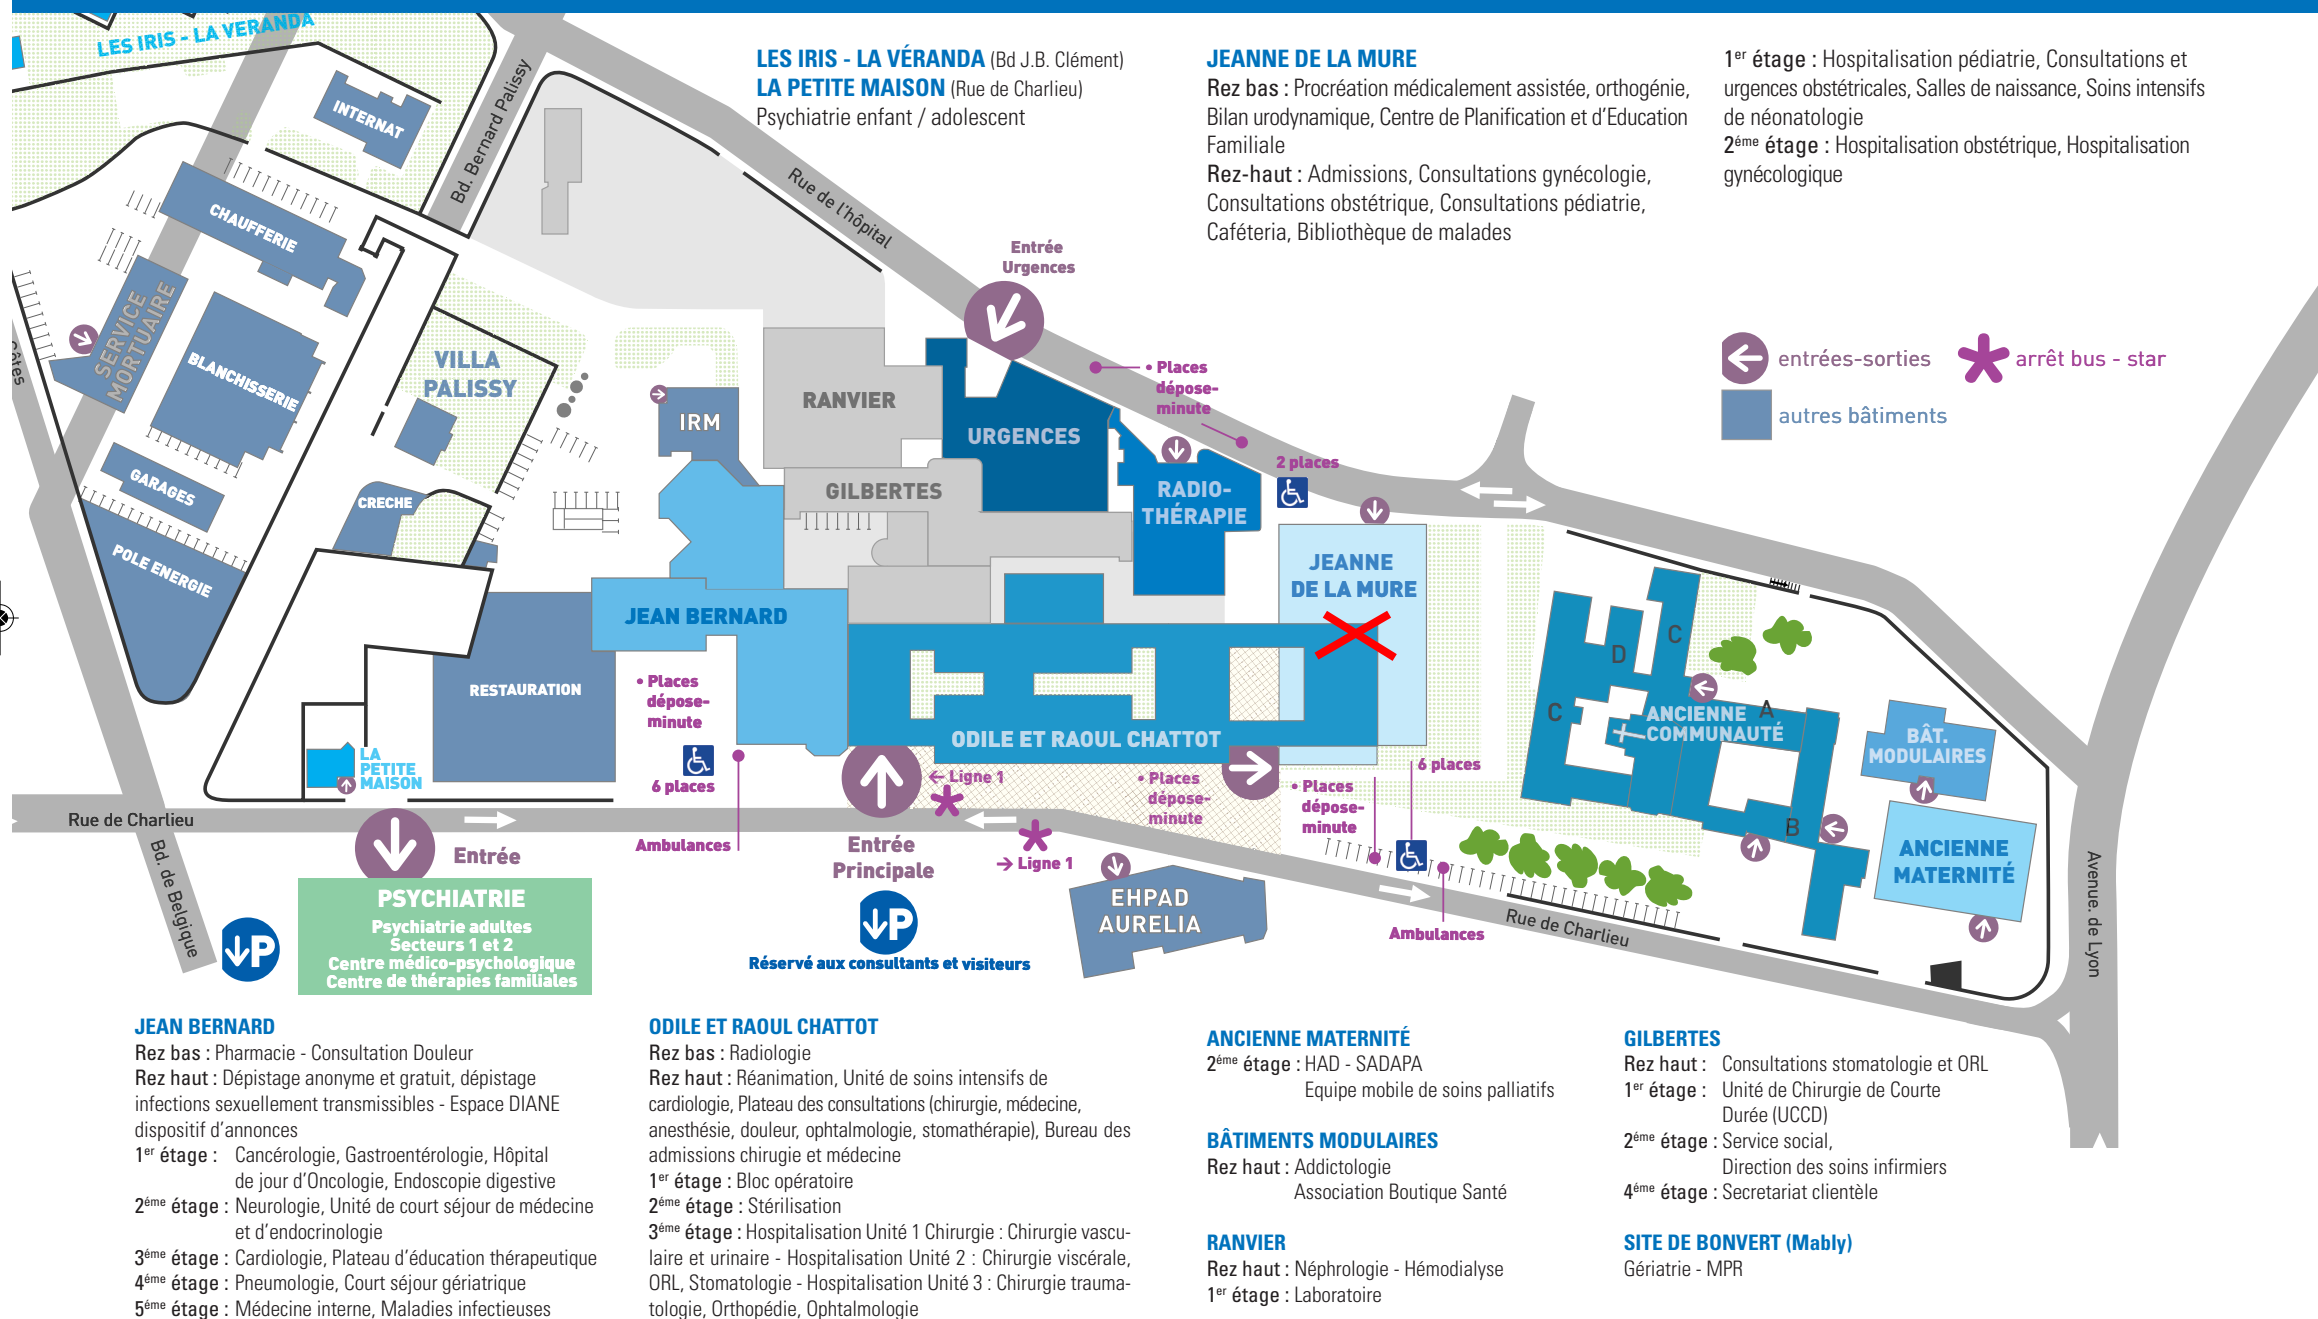 LES IRIS - LA VERANDA
LES IRIS - LA VÉRANDA (Bd J.B. Clément)
LA PETITE MAISON (Rue de Charlieu)
Psychiatrie enfant / adolescent
JEANNE DE LA MURE
Rez bas : Procréation médicalement assistée, orthogénie,
Bilan urodynamique, Centre de Planification et d'Education
Familiale
Rez-haut : Admissions, Consultations gynécologie,
Consultations obstétrique, Consultations pédiatrie,
Caféteria, Bibliothèque de malades
1er étage : Hospitalisation pédiatrie, Consultations et
urgences obstétricales, Salles de naissance, Soins intensifs
de néonatologie
2éme étage : Hospitalisation obstétrique, Hospitalisation
gynécologique
INTERNAT
Bd. Bernard Palissy
Rue de l'hôpital
CHAUFFERIE
Entrée
Urgences
SERVICE
MORTUAIRE
BLANCHISSERIE
Côtes
VILLA
PALISSY
IRM
RANVIER
URGENCES
• Places
dépose-
minute
entrées-sorties
arrêt bus - star
autres bâtiments
2 places
GARAGES
CRECHE
GILBERTES
RADIO-
THÉRAPIE
POLE ENERGIE
JEANNE
DE LA MURE
JEAN BERNARD
C
D
C
A
B
ANCIENNE
COMMUNAUTÉ
RESTAURATION
• Places
dépose-
minute
6 places
ODILE ET RAOUL CHATTOT
BÂT.
MODULAIRES
LA
PETITE
MAISON
← Ligne 1
• Places
dépose-
minute
• Places
dépose-
minute
6 places
Rue de Charlieu
Bd. de Belgique
Entrée
Ambulances
Entrée
Principale
→ Ligne 1
ANCIENNE
MATERNITÉ
Avenue. de Lyon
PSYCHIATRIE
Psychiatrie adultes
Secteurs 1 et 2
Centre médico-psychologique
Centre de thérapies familiales
P
P
Réservé aux consultants et visiteurs
EHPAD
AURELIA
Ambulances
Rue de Charlieu
JEAN BERNARD
Rez bas : Pharmacie - Consultation Douleur
Rez haut : Dépistage anonyme et gratuit, dépistage
infections sexuellement transmissibles - Espace DIANE
dispositif d'annonces
1er étage : Cancérologie, Gastroentérologie, Hôpital
de jour d'Oncologie, Endoscopie digestive
2éme étage : Neurologie, Unité de court séjour de médecine
et d'endocrinologie
3éme étage : Cardiologie, Plateau d'éducation thérapeutique
4éme étage : Pneumologie, Court séjour gériatrique
5éme étage : Médecine interne, Maladies infectieuses
ODILE ET RAOUL CHATTOT
Rez bas : Radiologie
Rez haut : Réanimation, Unité de soins intensifs de
cardiologie, Plateau des consultations (chirurgie, médecine,
anesthésie, douleur, ophtalmologie, stomathérapie), Bureau des
admissions chirugie et médecine
1er étage : Bloc opératoire
2éme étage : Stérilisation
3éme étage : Hospitalisation Unité 1 Chirurgie : Chirurgie vascu-
laire et urinaire - Hospitalisation Unité 2 : Chirurgie viscérale,
ORL, Stomatologie - Hospitalisation Unité 3 : Chirurgie trauma-
tologie, Orthopédie, Ophtalmologie
ANCIENNE MATERNITÉ
2éme étage : HAD - SADAPA
Equipe mobile de soins palliatifs
BÂTIMENTS MODULAIRES
Rez haut : Addictologie
Association Boutique Santé
RANVIER
Rez haut : Néphrologie - Hémodialyse
1er étage : Laboratoire
GILBERTES
Rez haut : Consultations stomatologie et ORL
1er étage : Unité de Chirurgie de Courte
Durée (UCCD)
2éme étage : Service social,
Direction des soins infirmiers
4éme étage : Secretariat clientèle
SITE DE BONVERT (Mably)
Gériatrie - MPR